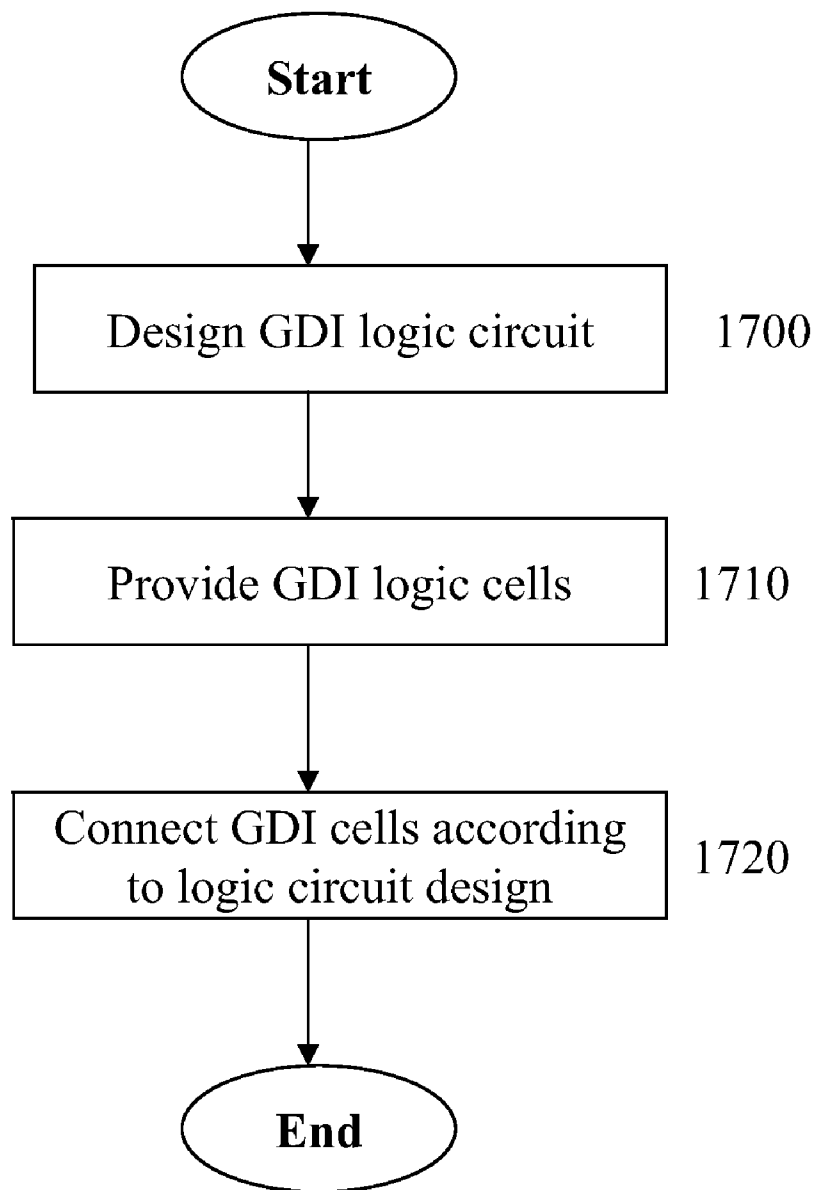 Start
Design GDI logic circuit 1700
Provide GDI logic cells 1710
Connect GDI cells according
to logic circuit design
1720
End